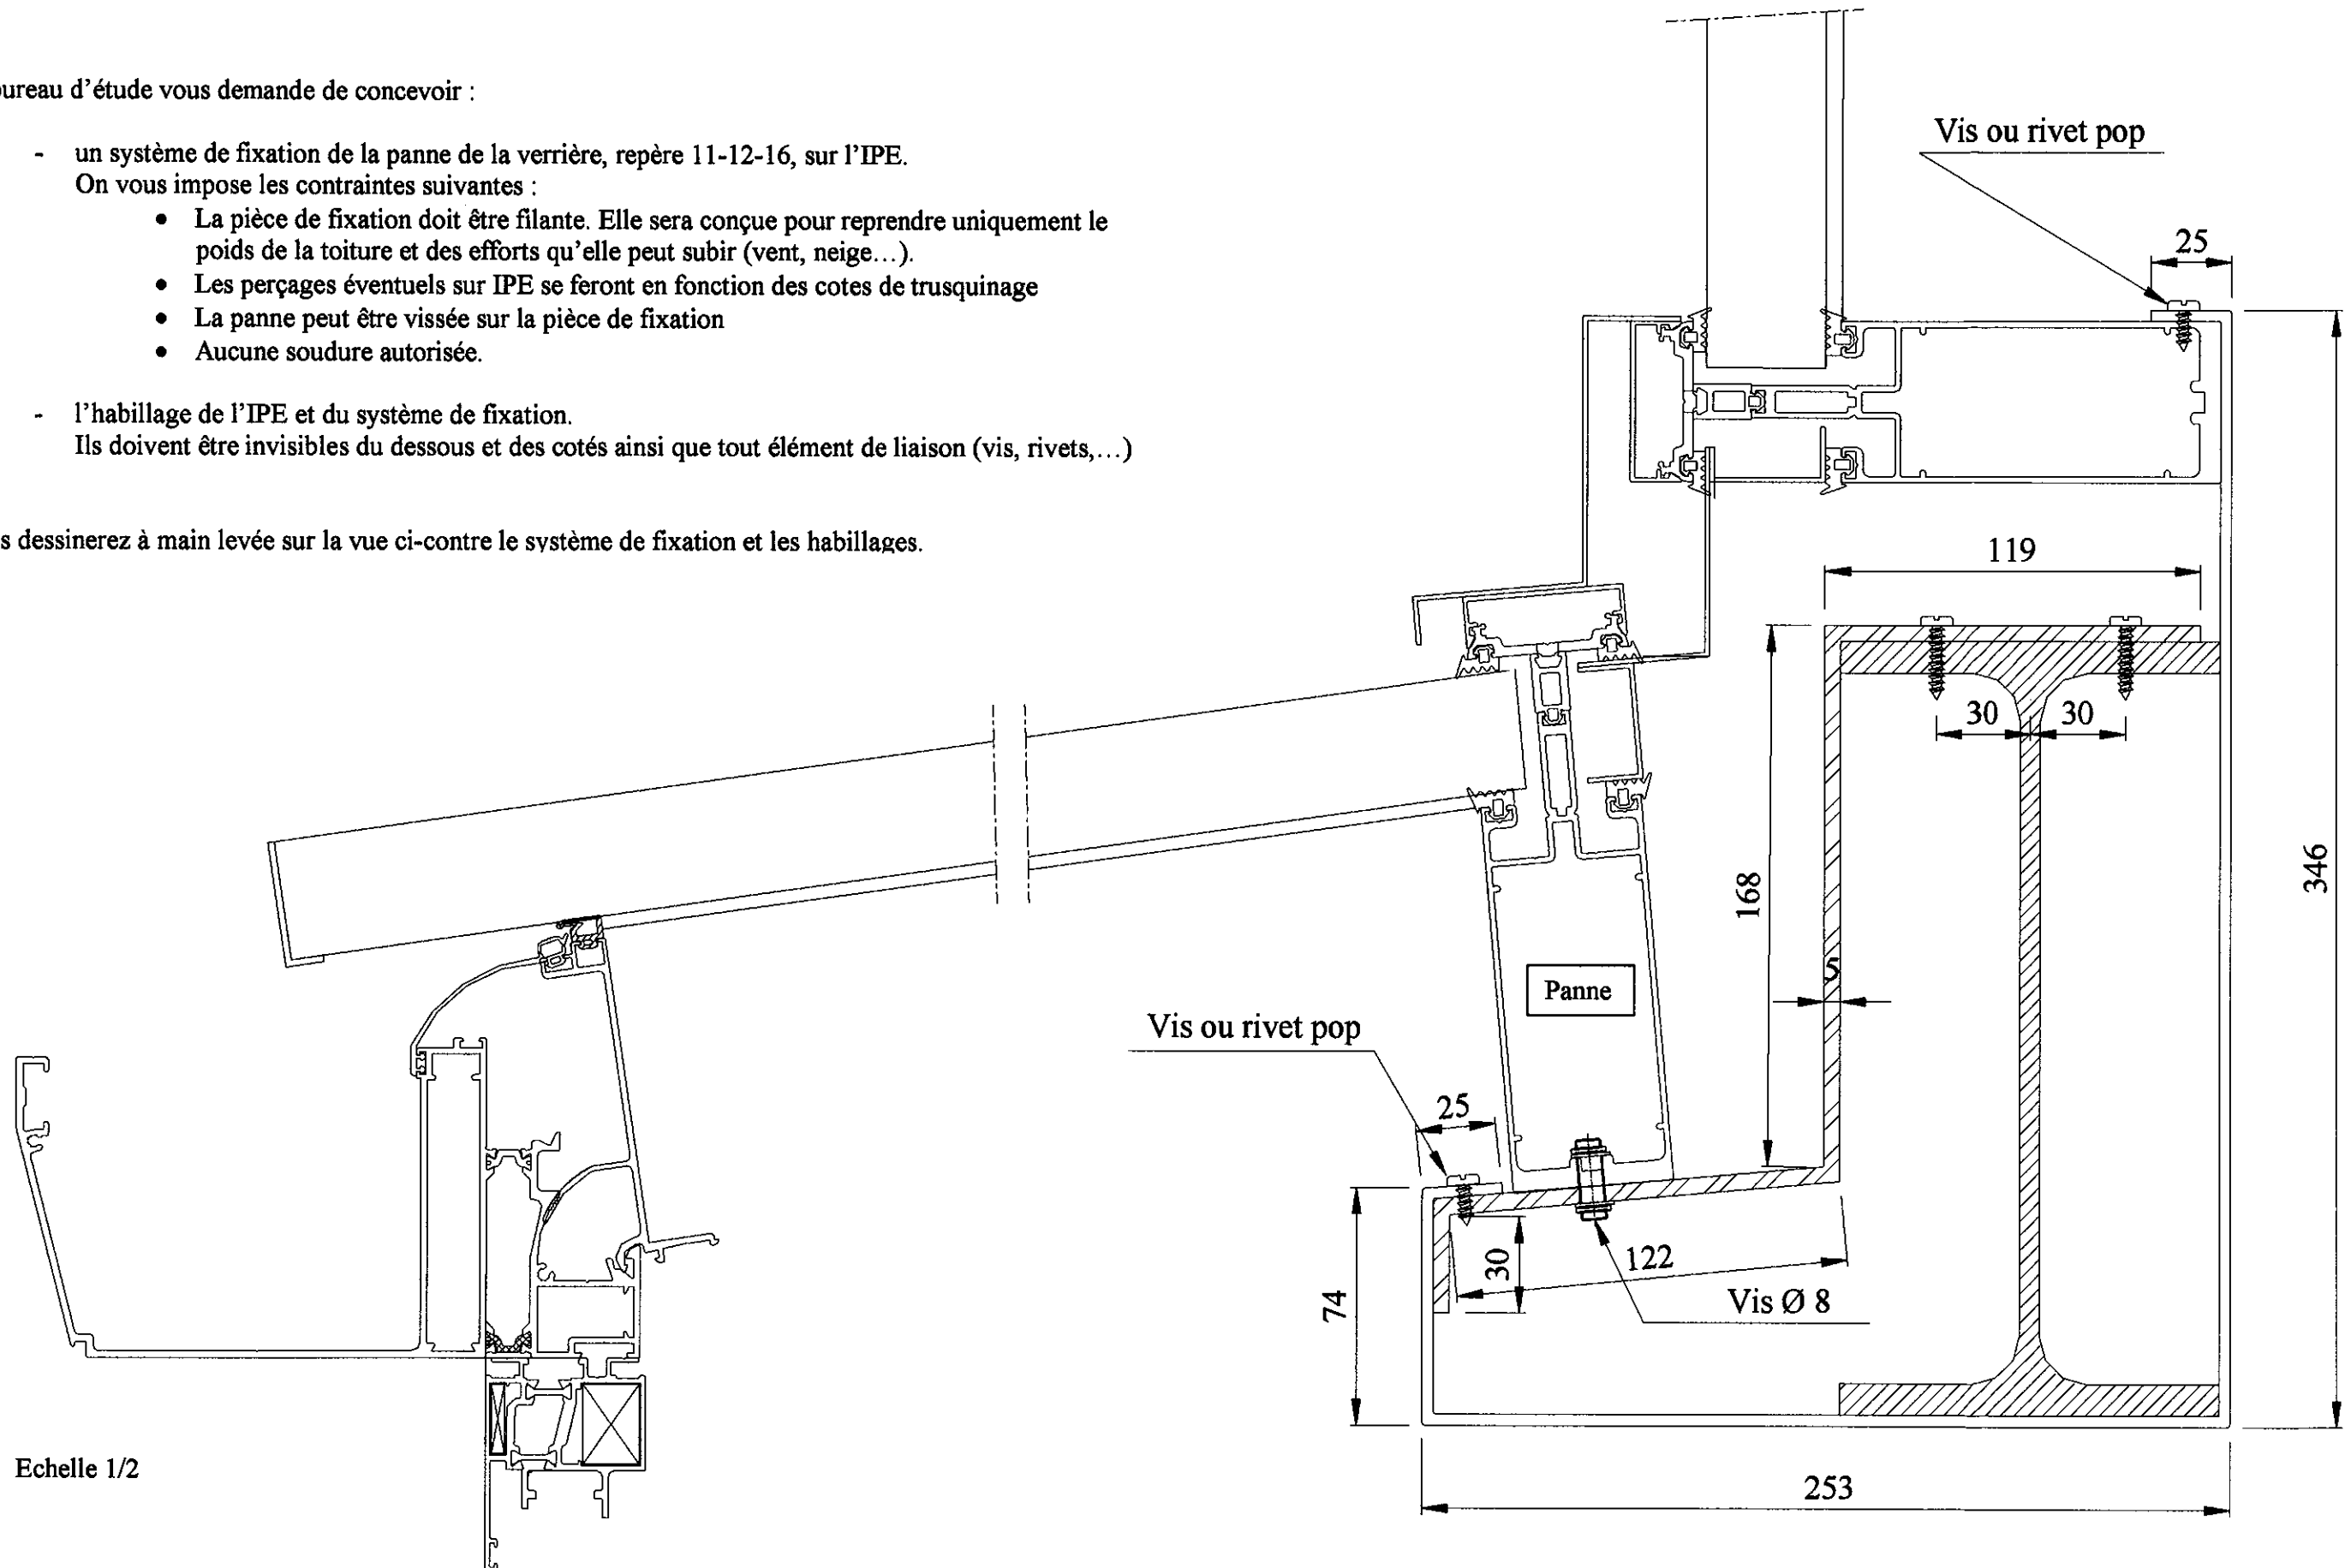 ureau d'étude vous demande de concevoir :
- un système de fixation de la panne de la verrière, repère 11-12-16, sur l'IPE.
On vous impose les contraintes suivantes :
• La pièce de fixation doit être filante. Elle sera conçue pour reprendre uniquement le
poids de la toiture et des efforts qu'elle peut subir (vent, neige...).
• Les perçages éventuels sur IPE se feront en fonction des cotes de trusquinage
• La panne peut être vissée sur la pièce de fixation
• Aucune soudure autorisée.
- l'habillage de l'IPE et du système de fixation.
Ils doivent être invisibles du dessous et des cotés ainsi que tout élément de liaison (vis, rivets,...)
s dessinerez à main levée sur la vue ci-contre le système de fixation et les habillages.
Vis ou rivet pop
25
119
30
30
346
168
5
Panne
Vis ou rivet pop
25
30
122
74
Vis Ø 8
253
Echelle 1/2